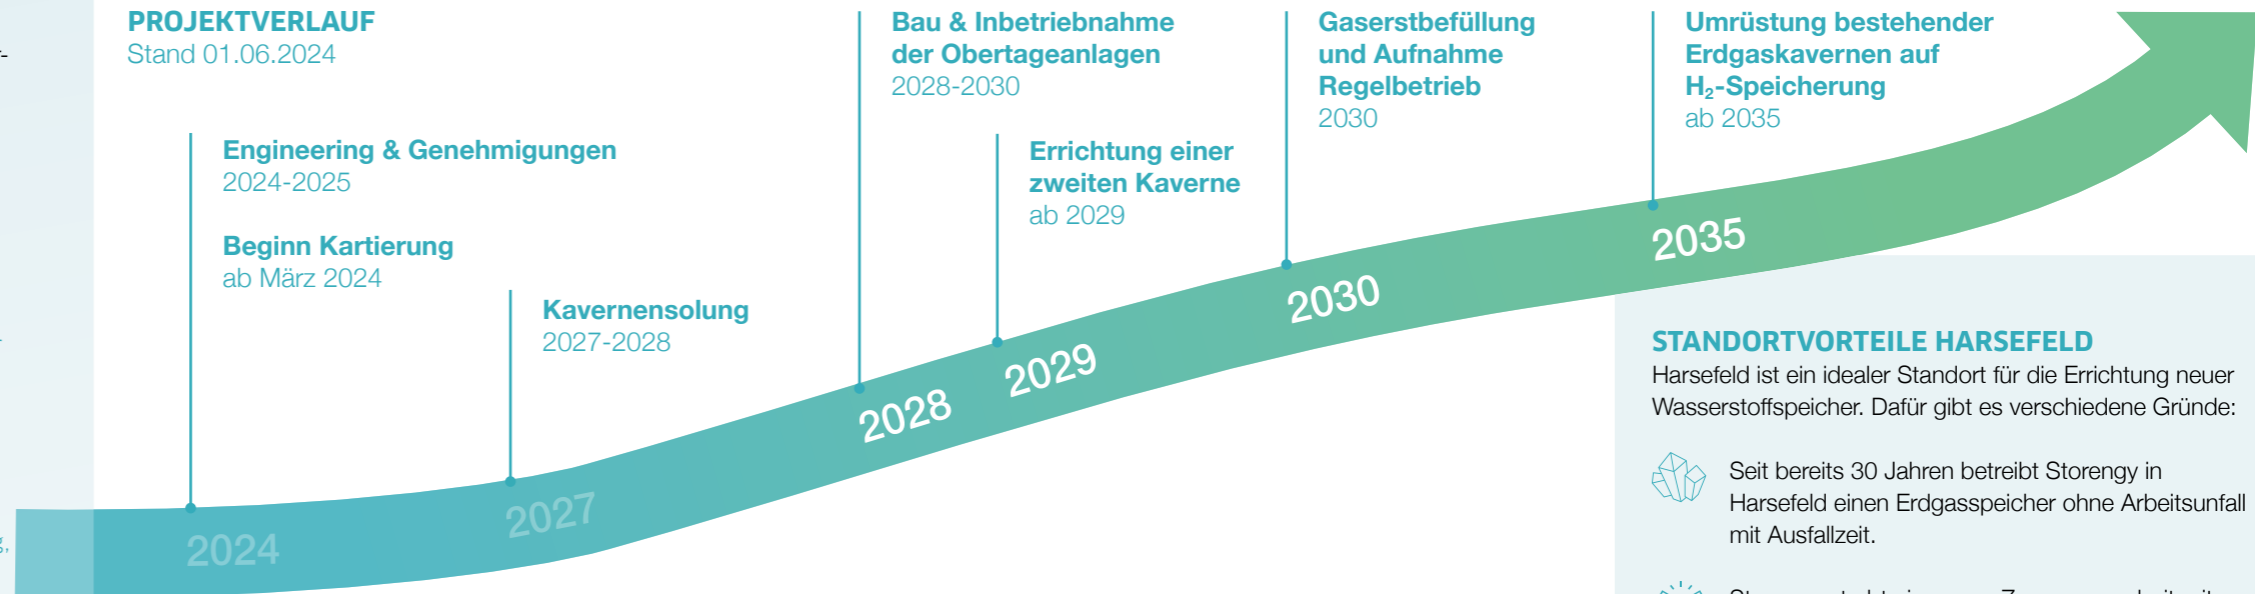 PROJEKTVERLAUF
Stand 01.06.2024
Engineering & Genehmigungen
2024-2025
Beginn Kartierung
ab März 2024
Kavernensolung
2027-2028
Bau & Inbetriebnahme
der Obertageanlagen
2028-2030
Errichtung einer
zweiten Kaverne
ab 2029
Gaserstbefüllung
und Aufnahme
Regelbetrieb
2030
Umrüstung bestehender
Erdgaskavernen auf
H₂-Speicherung
ab 2035
2024
2027
2028
2029
2030
2035
STANDORTVORTEILE HARSEFELD
Harsefeld ist ein idealer Standort für die Errichtung neuer
Wasserstoffspeicher. Dafür gibt es verschiedene Gründe:
Seit bereits 30 Jahren betreibt Storengy in
Harsefeld einen Erdgasspeicher ohne Arbeitsunfall
mit Ausfallzeit.